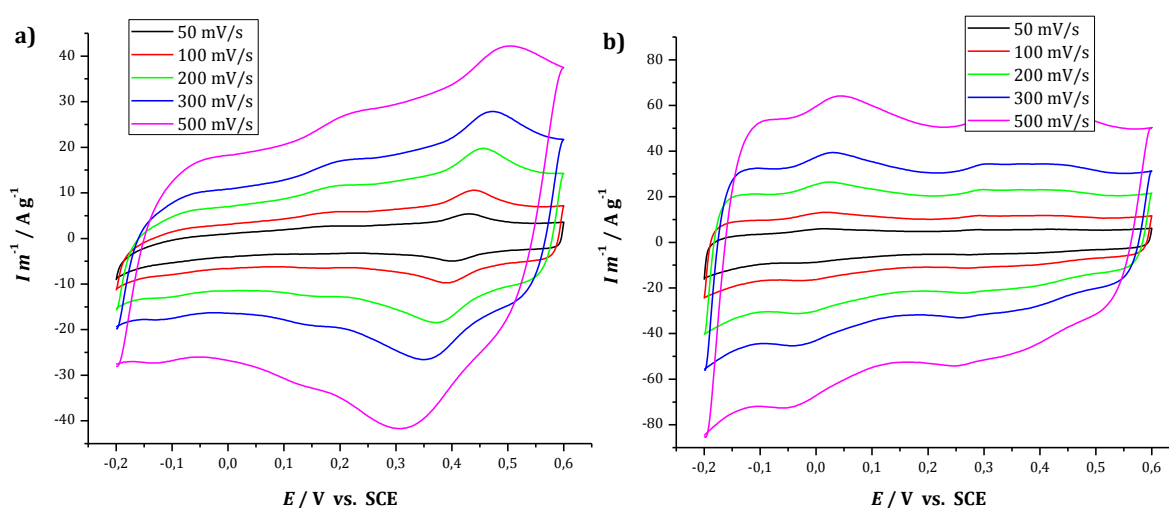 a)
50 mV/s
100 mV/s
200 mV/s
300 mV/s
500 mV/s
40
30
20
10
0
-10
-20
-30
-40
I m⁻¹ / A g⁻¹
-0,2 -0,1 0,0 0,1 0,2 0,3 0,4 0,5 0,6
E / V vs. SCE
b)
50 mV/s
100 mV/s
200 mV/s
300 mV/s
500 mV/s
80
60
40
20
0
-20
-40
-60
-80
I m⁻¹ / A g⁻¹
-0,2 -0,1 0,0 0,1 0,2 0,3 0,4 0,5 0,6
E / V vs. SCE